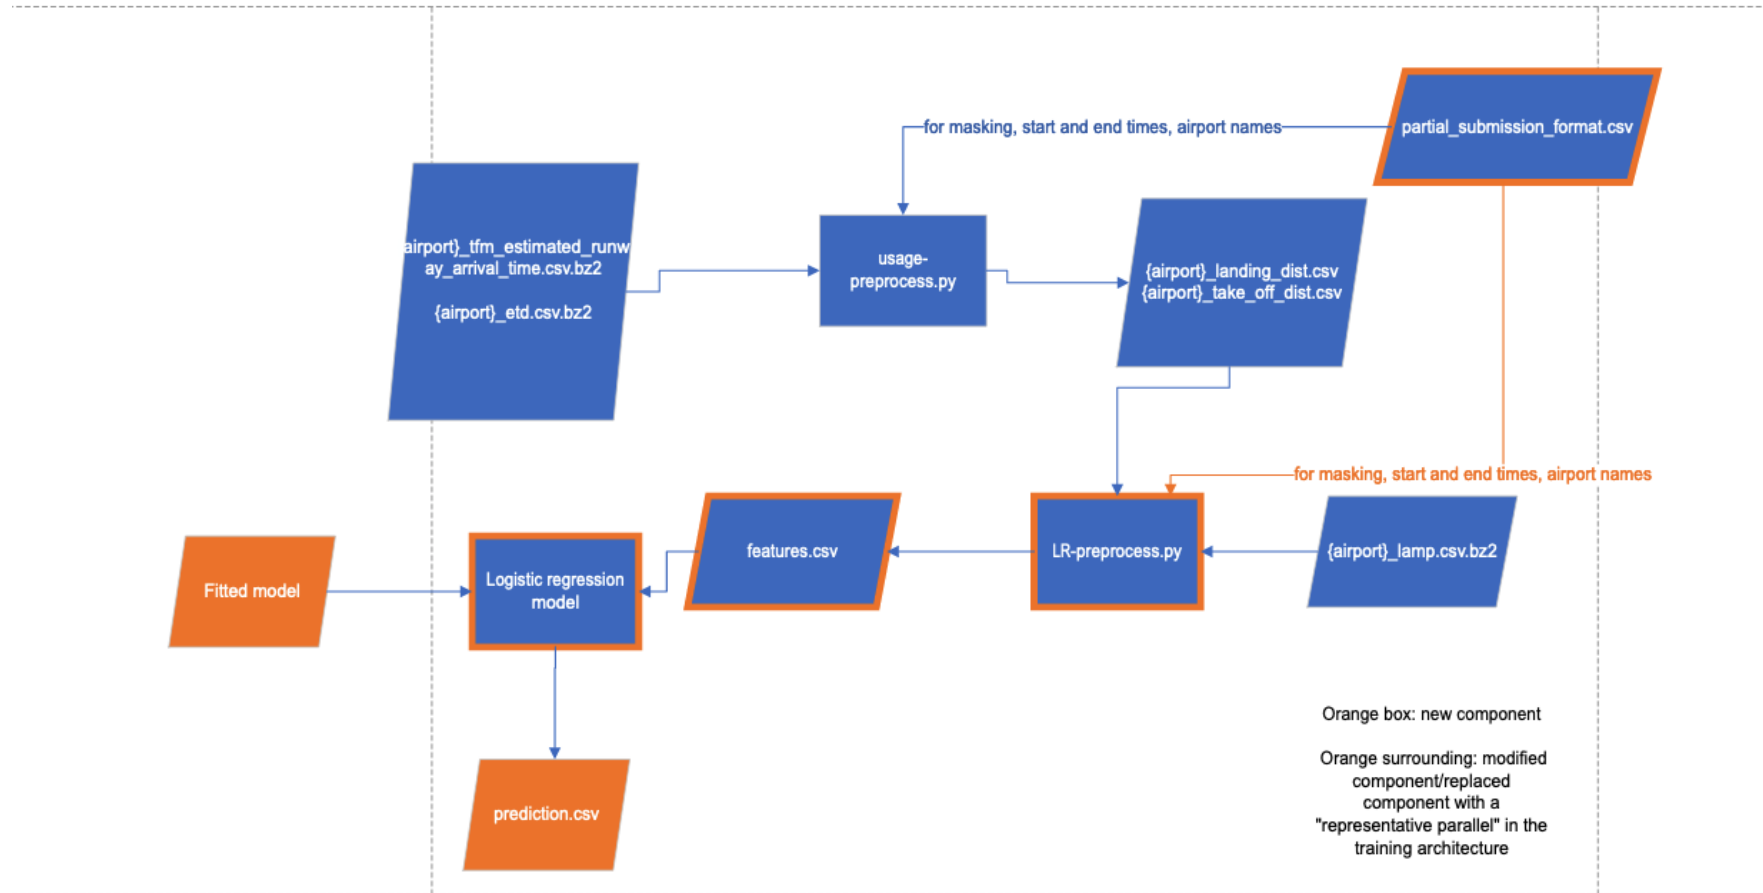 for masking, start and end times, airport names
partial_submission_format.csv
airport}_tfm_estimated_runw
ay_arrival_time.csv.bz2
{airport}_etd.csv.bz2
usage-
preprocess.py
{airport}_landing_dist.csv
{airport}_take_off_dist.csv
for masking, start and end times, airport names
Fitted model
Logistic regression
model
features.csv
LR-preprocess.py
{airport}_lamp.csv.bz2
prediction.csv
Orange box: new component
Orange surrounding: modified
component/replaced
component with a
"representative parallel" in the
training architecture